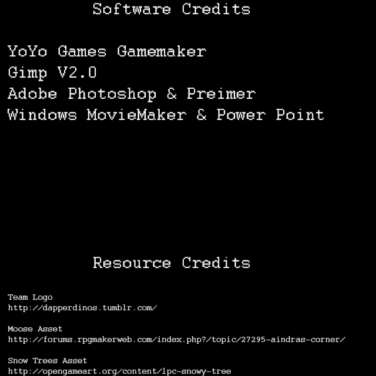 Software Credits
YoYo Games Gamemaker
Gimp V2.0
Adobe Photoshop & Preimer
Windows MovieMaker & Power Point
Resource Credits
Team Logo
http://dapperdinos.tumblr.com/
Moose Asset
http://forums.rpgmakerweb.com/index.php?/topic/27295-aindras-corner/
Snow Trees Asset
http://opengameart.org/content/lpc-snowy-tree